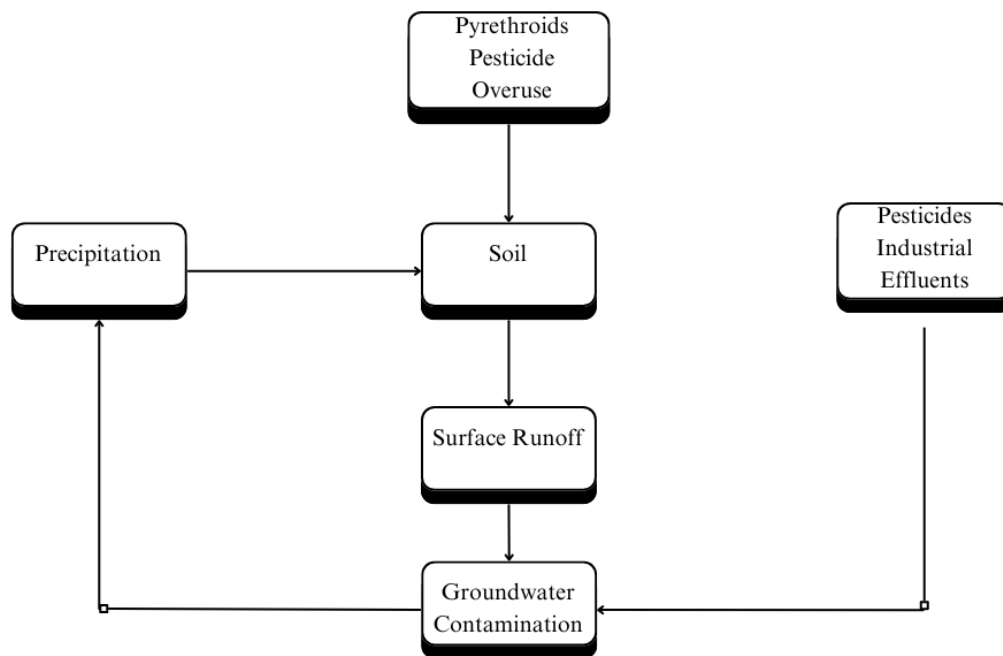 Pyrethroids
Pesticide
Overuse
Precipitation
Soil
Pesticides
Industrial
Effluents
Surface Runoff
Groundwater
Contamination